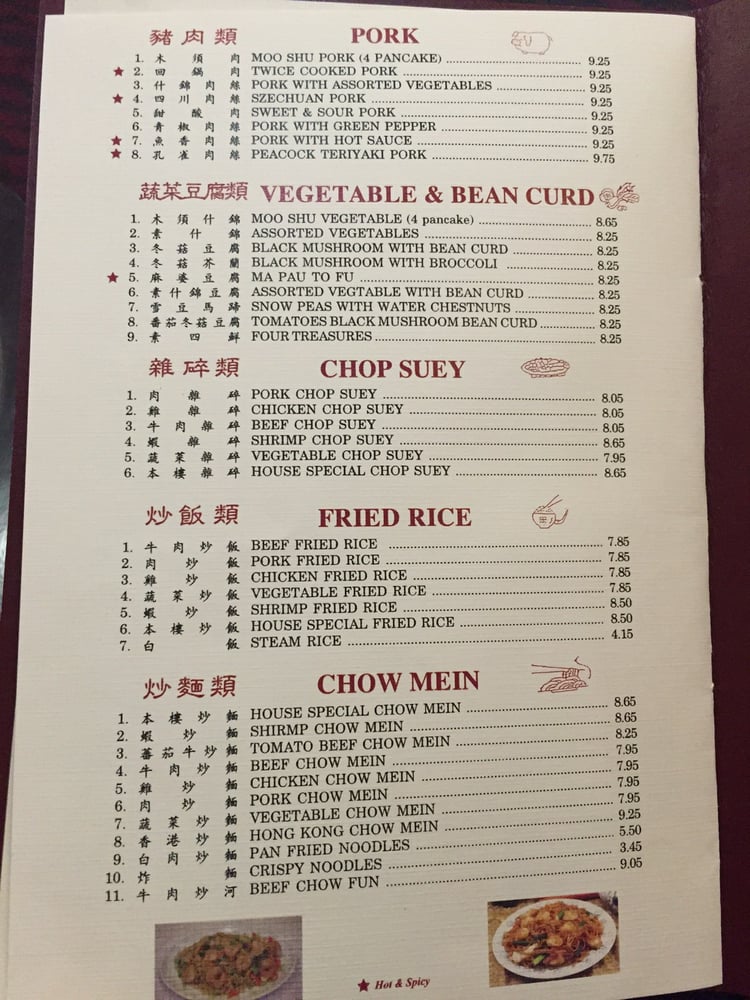 豬肉類 PORK
1. 木須肉 MOO SHU PORK (4 PANCAKE) 9.25
★ 2. 回鍋肉 TWICE COOKED PORK 9.25
3. 什錦肉絲 PORK WITH ASSORTED VEGETABLES 9.25
★ 4. 四川肉絲 SZECHUAN PORK 9.25
5. 甜酸肉 SWEET & SOUR PORK 9.25
6. 青椒肉絲 PORK WITH GREEN PEPPER 9.25
★ 7. 魚香肉絲 PORK WITH HOT SAUCE 9.25
★ 8. 孔雀肉絲 PEACOCK TERIYAKI PORK 9.75
蔬菜豆腐類 VEGETABLE & BEAN CURD
1. 木須什錦 MOO SHU VEGETABLE (4 pancake) 8.65
2. 素什錦 ASSORTED VEGETABLES 8.25
3. 冬菇豆腐 BLACK MUSHROOM WITH BEAN CURD 8.25
4. 冬菇芥蘭 BLACK MUSHROOM WITH BROCCOLI 8.25
★ 5. 麻婆豆腐 MA PAU TO FU 8.25
6. 素什錦豆腐 ASSORTED VEGTABLE WITH BEAN CURD 8.25
7. 雪豆馬蹄 SNOW PEAS WITH WATER CHESTNUTS 8.25
8. 番茄冬菇豆腐 TOMATOES BLACK MUSHROOM BEAN CURD 8.25
9. 素四鮮 FOUR TREASURES 8.25
雜碎類 CHOP SUEY
1. 肉雜碎 PORK CHOP SUEY 8.05
2. 雞雜碎 CHICKEN CHOP SUEY 8.05
3. 牛肉雜碎 BEEF CHOP SUEY 8.05
4. 蝦雜碎 SHRIMP CHOP SUEY 8.65
5. 蔬菜雜碎 VEGETABLE CHOP SUEY 7.95
6. 本樓雜碎 HOUSE SPECIAL CHOP SUEY 8.65
炒飯類 FRIED RICE
1. 牛肉炒飯 BEEF FRIED RICE 7.85
2. 肉炒飯 PORK FRIED RICE 7.85
3. 雞炒飯 CHICKEN FRIED RICE 7.85
4. 蔬菜炒飯 VEGETABLE FRIED RICE 7.85
5. 蝦炒飯 SHRIMP FRIED RICE 8.50
6. 本樓炒飯 HOUSE SPECIAL FRIED RICE 8.50
7. 白飯 STEAM RICE 4.15
炒麵類 CHOW MEIN
1. 本樓炒麵 HOUSE SPECIAL CHOW MEIN 8.65
2. 蝦炒麵 SHIRMP CHOW MEIN 8.65
3. 蕃茄牛炒麵 TOMATO BEEF CHOW MEIN 8.25
4. 牛肉炒麵 BEEF CHOW MEIN 7.95
5. 雞炒麵 CHICKEN CHOW MEIN 7.95
6. 肉炒麵 PORK CHOW MEIN 7.95
7. 蔬菜炒麵 VEGETABLE CHOW MEIN 7.95
8. 香港炒麵 HONG KONG CHOW MEIN 9.25
9. 白肉炒麵 PAN FRIED NOODLES 5.50
10. 炸麵 CRISPY NOODLES 3.45
11. 牛肉炒河 BEEF CHOW FUN 9.05
★ Hot & Spicy